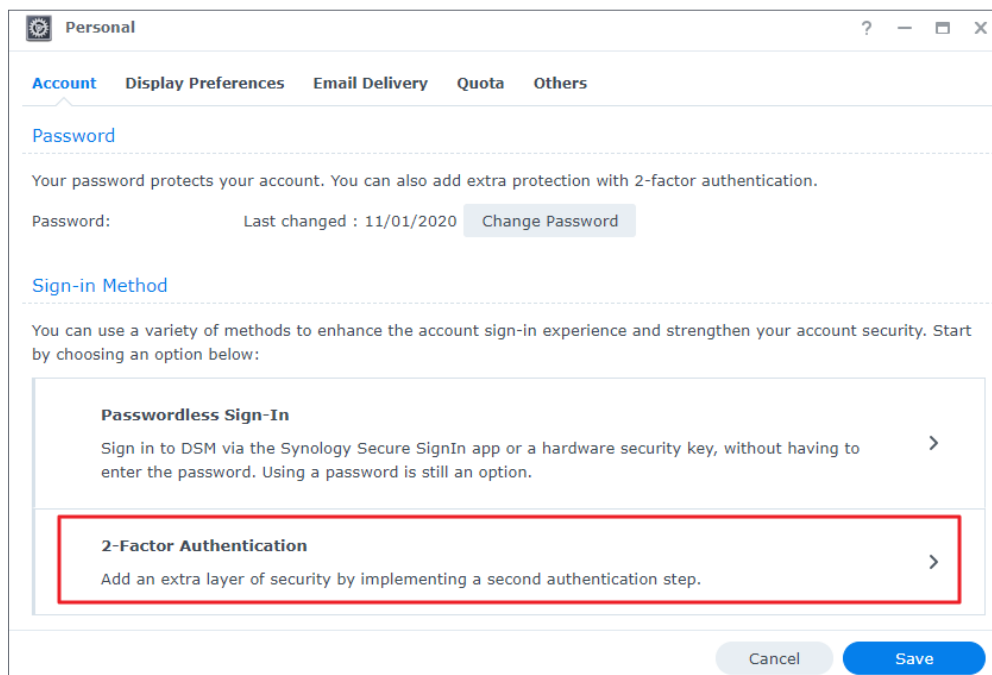 Personal
Account Display Preferences Email Delivery Quota Others
Password
Your password protects your account. You can also add extra protection with 2-factor authentication.
Password: Last changed : 11/01/2020 Change Password
Sign-in Method
You can use a variety of methods to enhance the account sign-in experience and strengthen your account security. Start
by choosing an option below:
Passwordless Sign-In
Sign in to DSM via the Synology Secure SignIn app or a hardware security key, without having to
enter the password. Using a password is still an option.
2-Factor Authentication
Add an extra layer of security by implementing a second authentication step.
Cancel Save